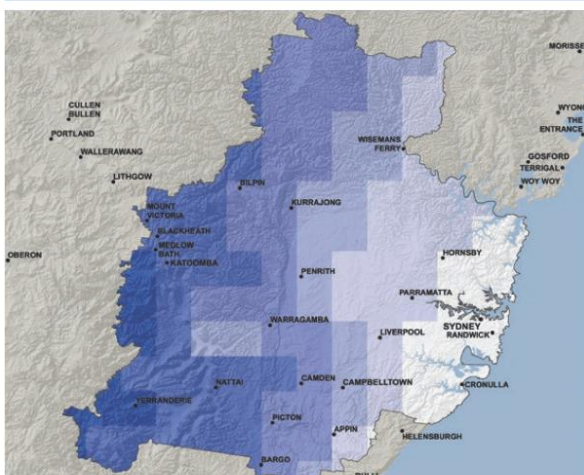 MORISSE
CULLEN
BULLEN
WYONG
THE
ENTRANCE
PORTLAND
WISEMANS
FERRY
WALLERAWANG
GOSFORD
TERRIGAL
LITHGOW
BILPIN
WOY WOY
KURRAJONG
MOUNT
VICTORIA
BLACKHEATH
MEDLOW
BATH
KATOOMBA
OBERON
HORNSBY
PENRITH
PARRAMATTA
WARRAGAMBA
SYDNEY
RANDWICK
LIVERPOOL
NATTAI
CAMDEN
CAMPBELLTOWN
CRONULLA
YERRANDERIE
PICTON
APPIN
HELENSBURGH
BARGO